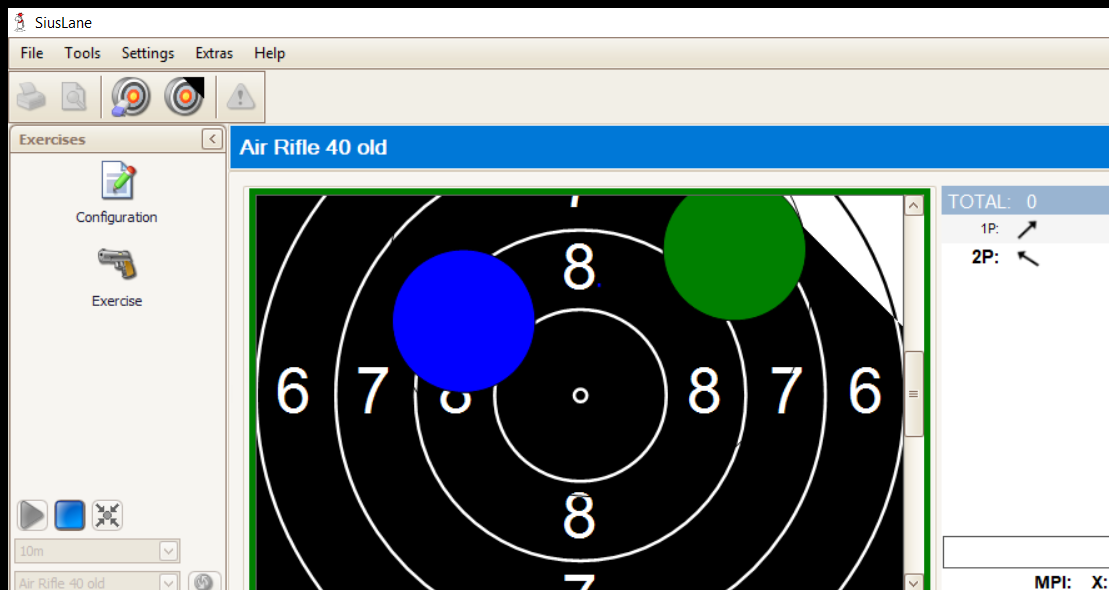 SiusLane
File Tools Settings Extras Help
Exercises
Air Rifle 40 old
Configuration
Exercise
10m
Air Rifle 40 old
7
8
6 7 8 8 7 6
8
7
TOTAL: 0
1P:
2P:
MPI: X: